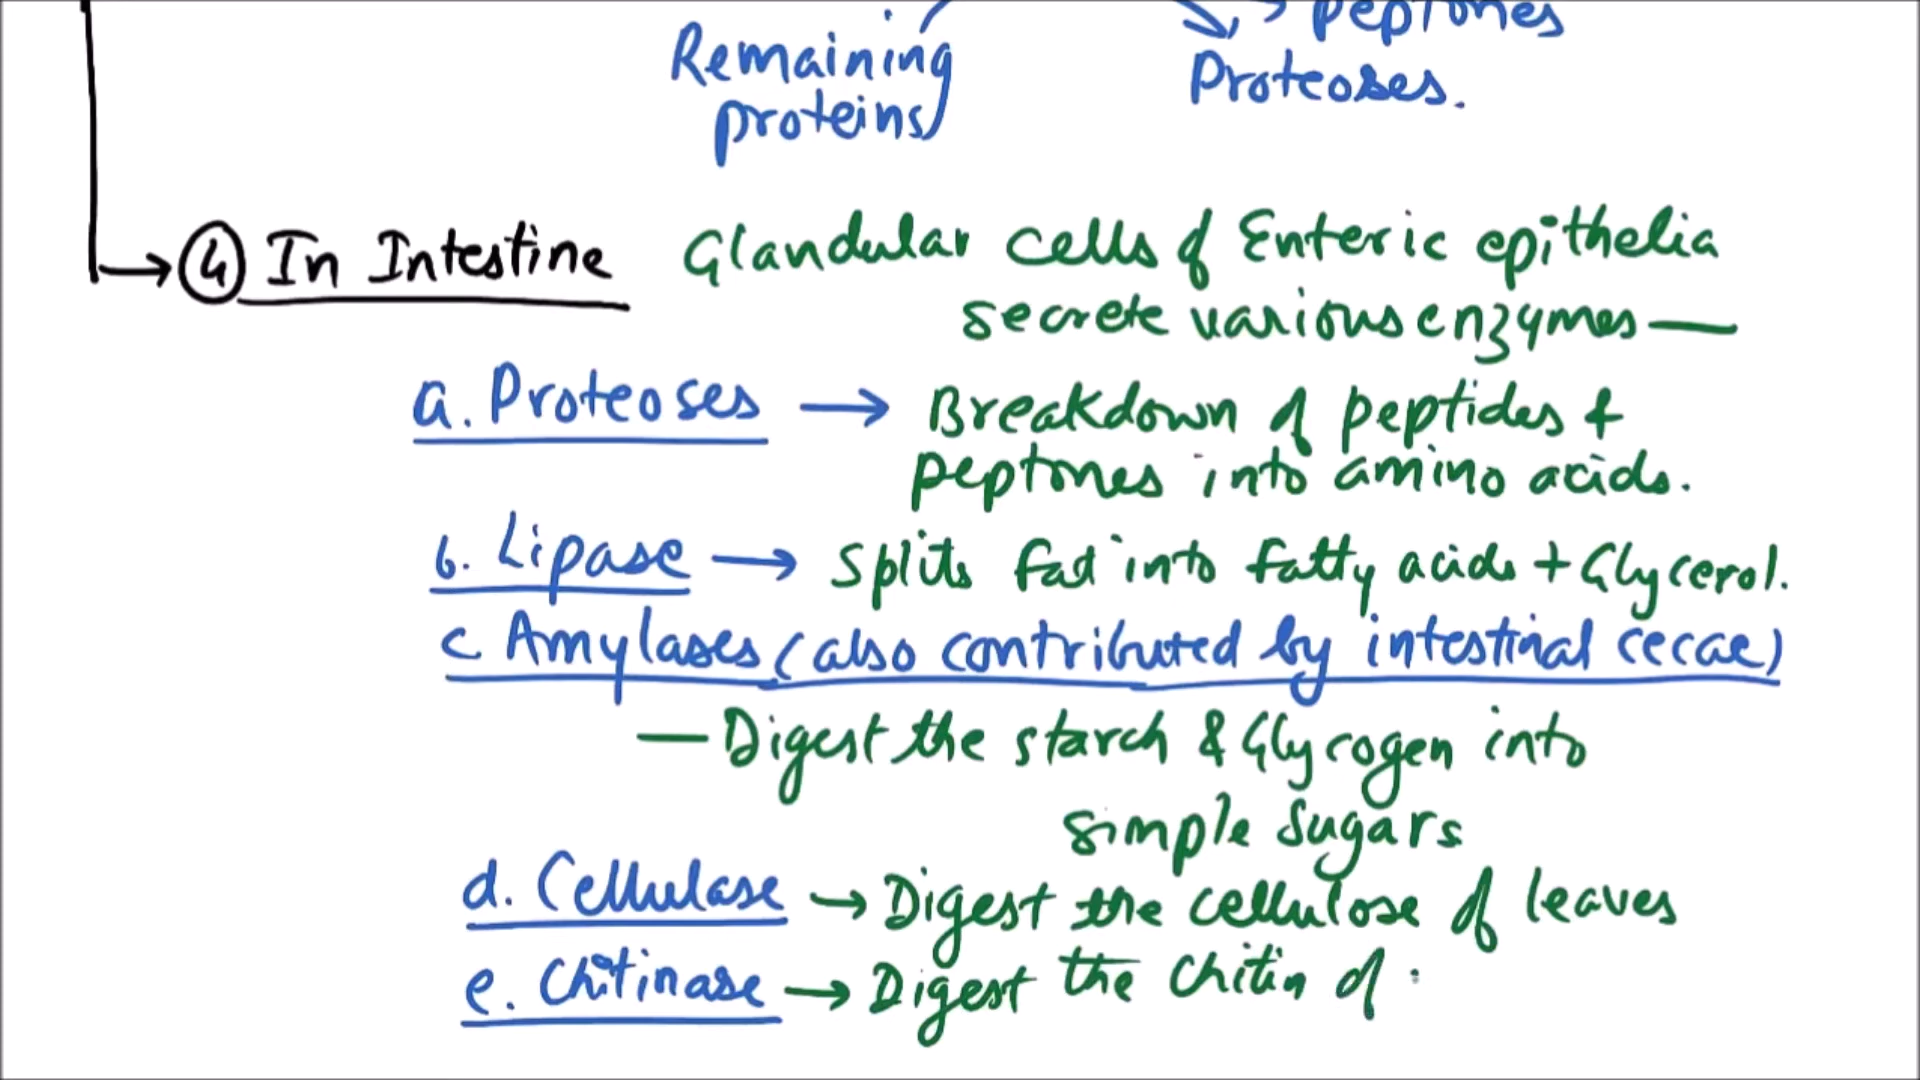 peptones
Remaining
proteins
Proteoses.
4 In Intestine Glandular cells of Enteric epithelia
secrete various enzymes —
a. Proteoses → Breakdown of peptides &
peptones into amino acids.
b. Lipase → Splits fat into fatty acids + Glycerol.
c Amylases (also contributed by intestinal cecae)
— Digest the starch & Glycogen into
simple sugars
d. Cellulase → Digest the cellulose of leaves
e. Chitinase → Digest the chitin of